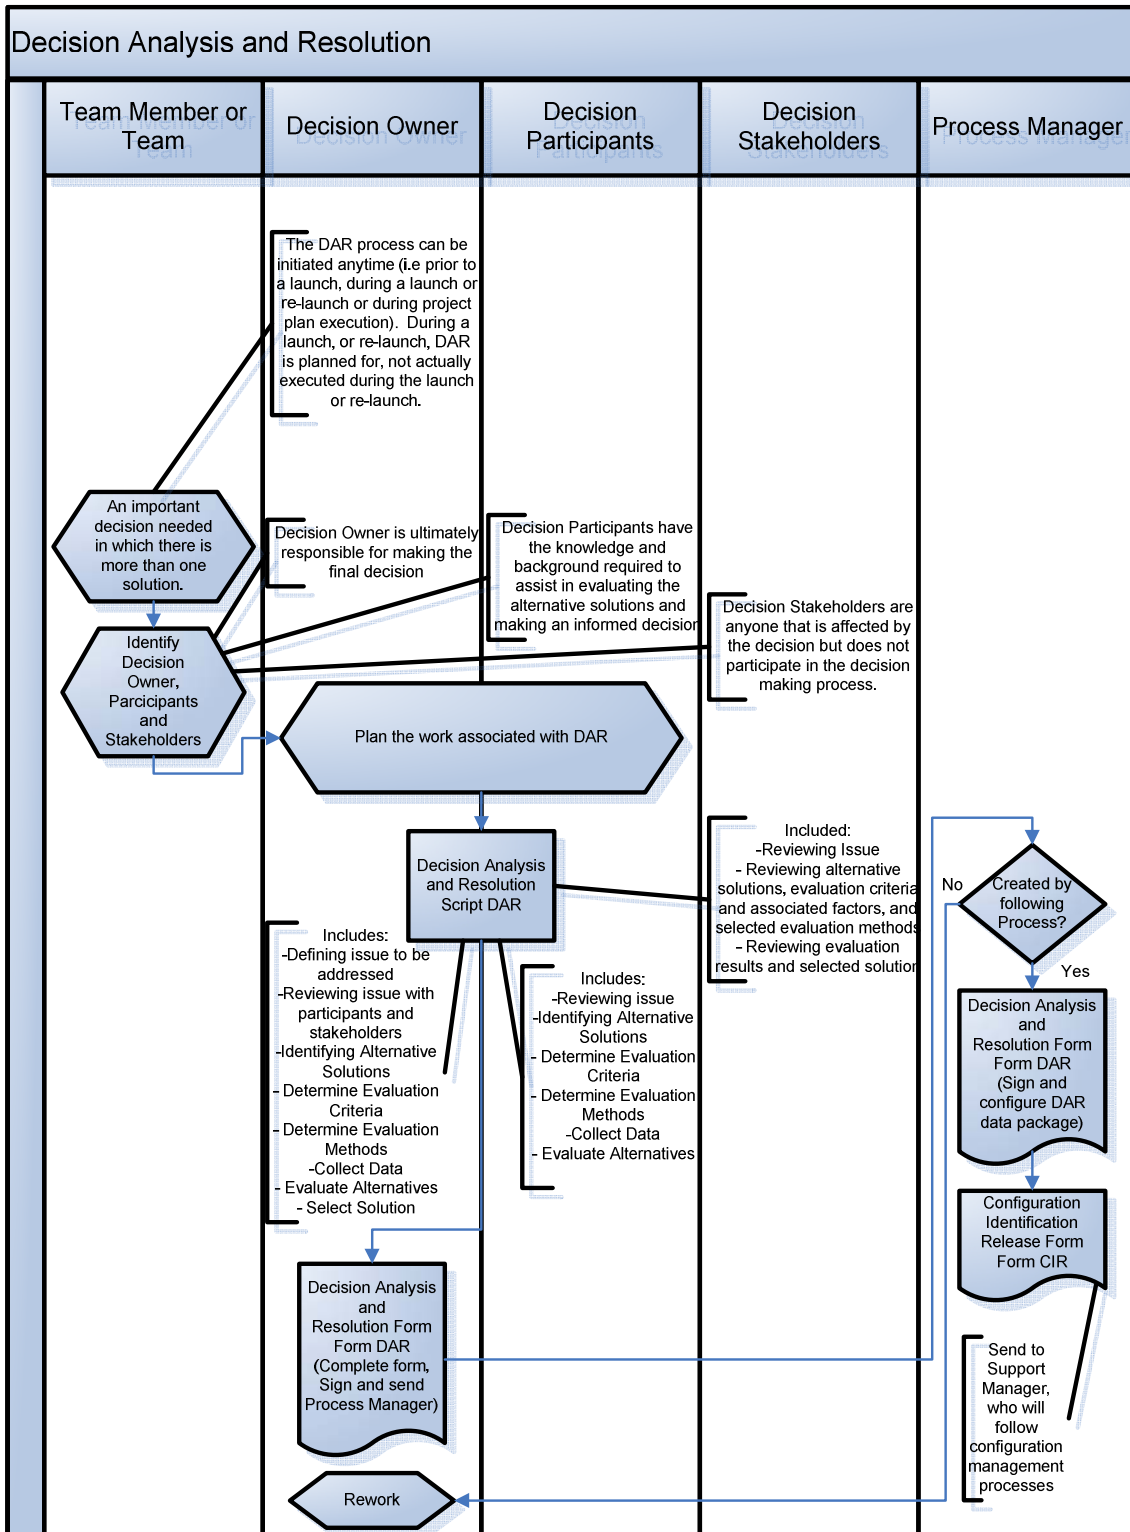 Decision Analysis and Resolution
Team Member or
Team
Decision Owner
Decision
Participants
Decision
Stakeholders
Process Manager
The DAR process can be
initiated anytime (i.e prior to
a launch, during a launch or
re-launch or during project
plan execution).  During a
launch, or re-launch, DAR
is planned for, not actually
executed during the launch
or re-launch.
An important
decision needed
in which there is
more than one
solution.
Decision Owner is ultimately
responsible for making the
final decision
Decision Participants have
the knowledge and
background required to
assist in evaluating the
alternative solutions and
making an informed decision
Decision Stakeholders are
anyone that is affected by
the decision but does not
participate in the decision
making process.
Identify
Decision
Owner,
Parcicipants
and
Stakeholders
Plan the work associated with DAR
Decision Analysis
and Resolution
Script DAR
Included:
-Reviewing Issue
- Reviewing alternative
solutions, evaluation criteria
and associated factors, and
selected evaluation methods
- Reviewing evaluation
results and selected solution
No
Created by
following
Process?
Yes
Includes:
-Defining issue to be
addressed
-Reviewing issue with
participants and
stakeholders
-Identifying Alternative
Solutions
- Determine Evaluation
Criteria
- Determine Evaluation
Methods
-Collect Data
- Evaluate Alternatives
- Select Solution
Includes:
-Reviewing issue
-Identifying Alternative
Solutions
- Determine Evaluation
Criteria
- Determine Evaluation
Methods
-Collect Data
- Evaluate Alternatives
Decision Analysis
and
Resolution Form
Form DAR
(Sign and
configure DAR
data package)
Configuration
Identification
Release Form
Form CIR
Decision Analysis
and
Resolution Form
Form DAR
(Complete form,
Sign and send
Process Manager)
Send to
Support
Manager,
who will
follow
configuration
management
processes
Rework